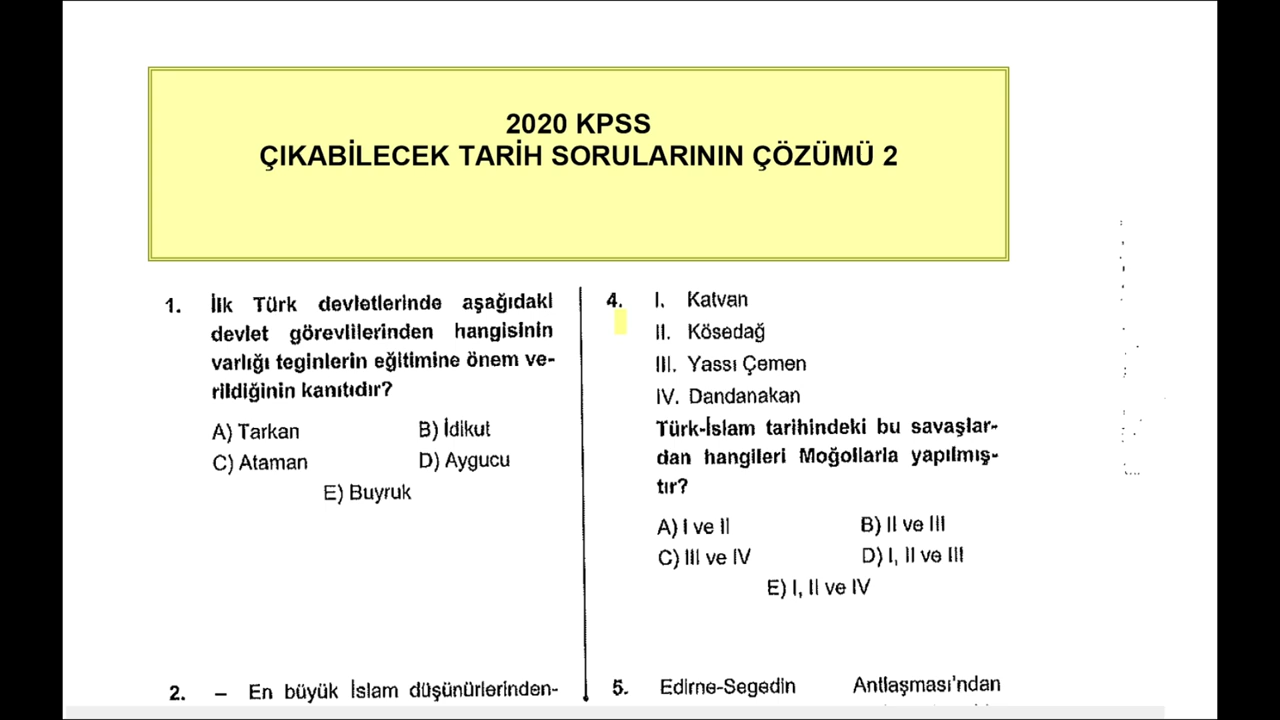 2020 KPSS
ÇIKABİLECEK TARİH SORULARININ ÇÖZÜMÜ 2
1. İlk Türk devletlerinde aşağıdaki
devlet görevlilerinden hangisinin
varlığı teginlerin eğitimine önem ve-
rildiğinin kanıtıdır?
A) Tarkan B) İdikut
C) Ataman D) Aygucu
E) Buyruk
2. – En büyük İslam düşünürlerinden-
4. I. Katvan
II. Kösedağ
III. Yassı Çemen
IV. Dandanakan
Türk-İslam tarihindeki bu savaşlar-
dan hangileri Moğollarla yapılmış-
tır?
A) I ve II B) II ve III
C) III ve IV D) I, II ve III
E) I, II ve IV
5. Edirne-Segedin Antlaşması'ndan